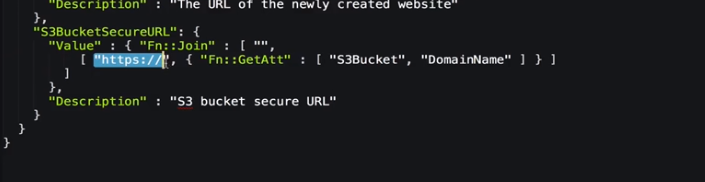 "Description" : "The URL of the newly created website"
},
"S3BucketSecureURL": {
"Value" : { "Fn::Join" : [ "",
[ "https://", { "Fn::GetAtt" : [ "S3Bucket", "DomainName" ] } ]
]
},
"Description" : "S3 bucket secure URL"
}
}
}